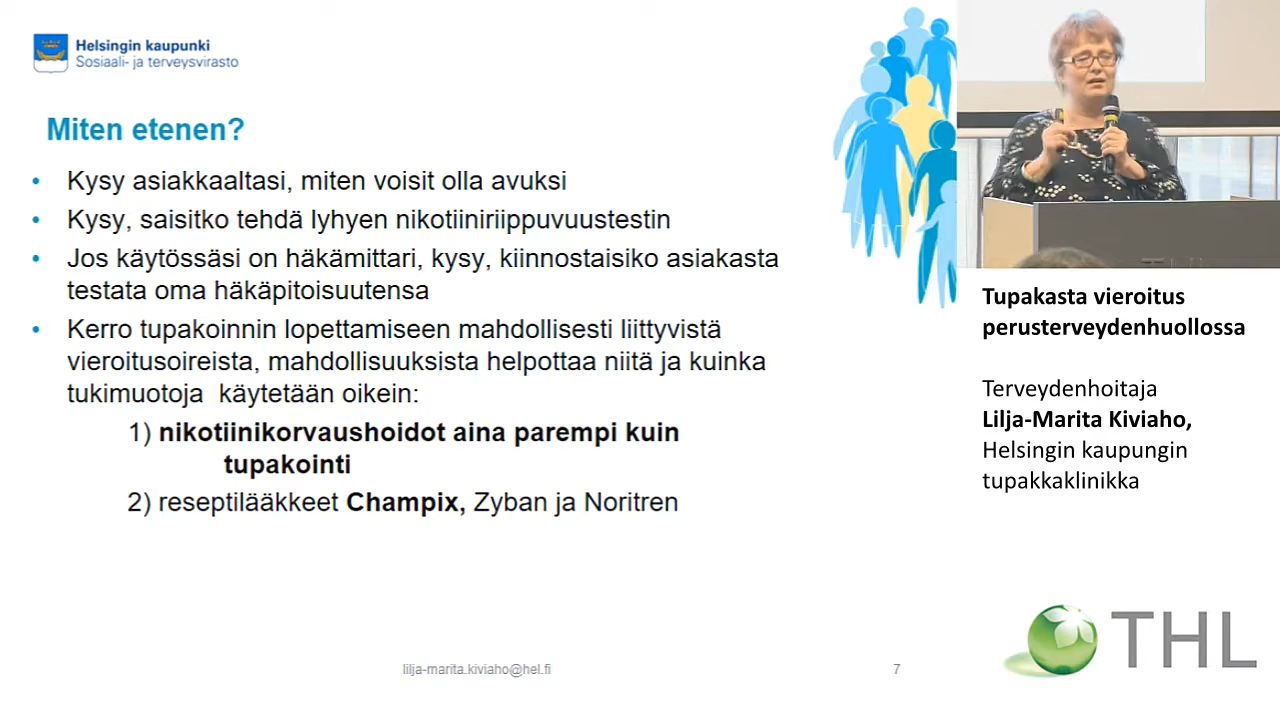 Helsingin kaupunki
Sosiaali- ja terveysvirasto
Miten etenen?
• Kysy asiakkaaltasi, miten voisit olla avuksi
• Kysy, saisitko tehdä lyhyen nikotiiniriippuvuustestin
• Jos käytössäsi on häkämittari, kysy, kiinnostaisiko asiakasta
testata oma häkäpitoisuutensa
• Kerro tupakoinnin lopettamiseen mahdollisesti liittyvistä
vieroitusoireista, mahdollisuuksista helpottaa niitä ja kuinka
tukimuotoja käytetään oikein:
1) nikotiinikorvaushoidot aina parempi kuin
tupakointi
2) reseptilääkkeet Champix, Zyban ja Noritren
lilja-marita.kiviaho@hel.fi
7
Tupakasta vieroitus
perusterveydenhuollossa
Terveydenhoitaja
Lilja-Marita Kiviaho,
Helsingin kaupungin
tupakkaklinikka
THL